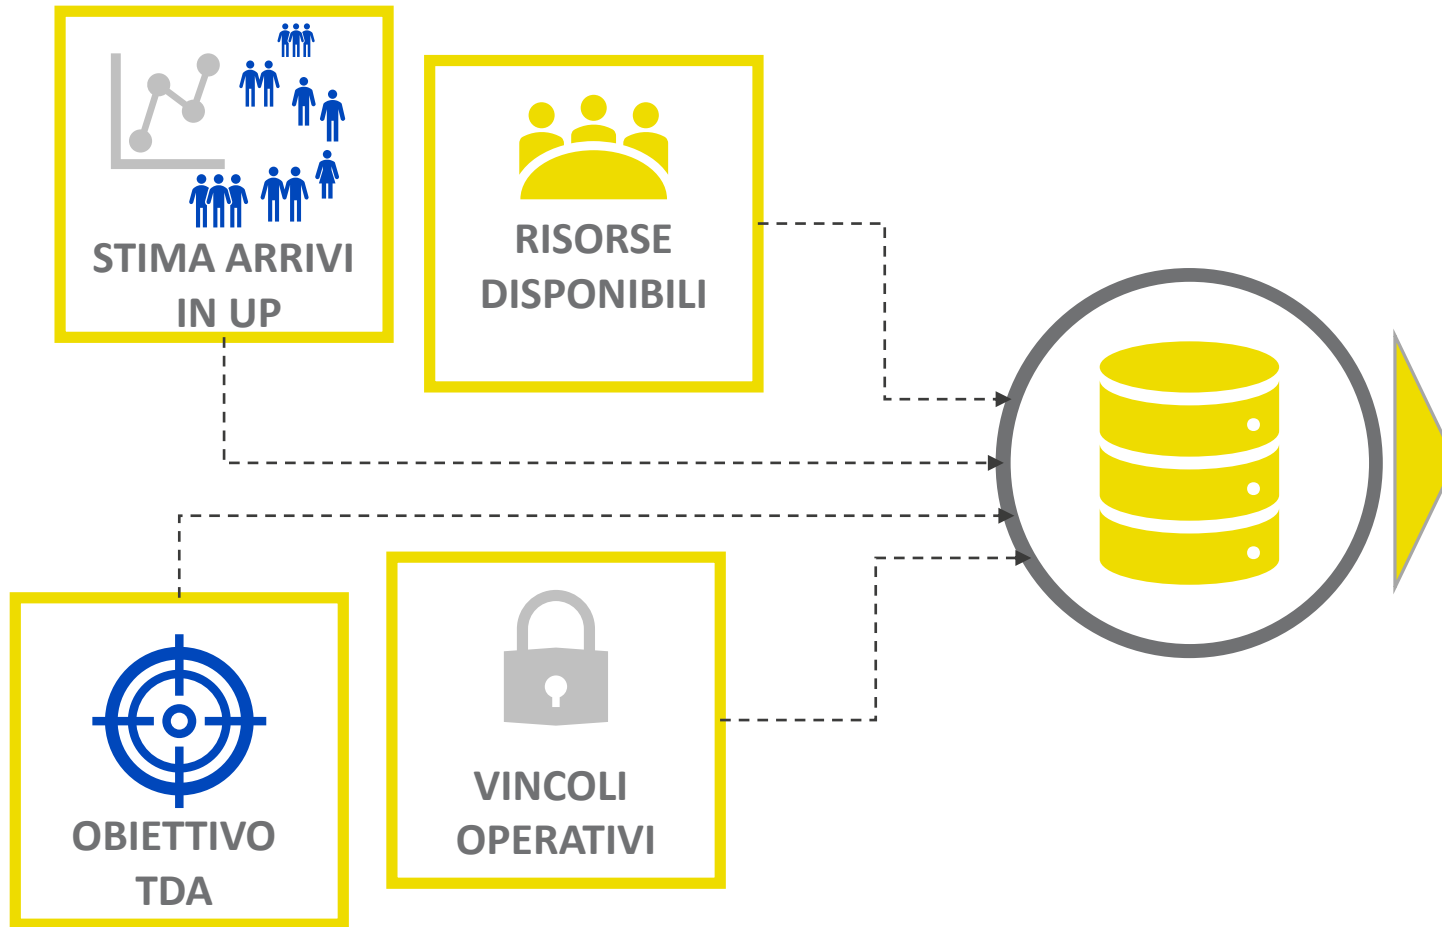 STIMA ARRIVI
IN UP
RISORSE
DISPONIBILI
OBIETTIVO
TDA
VINCOLI
OPERATIVI